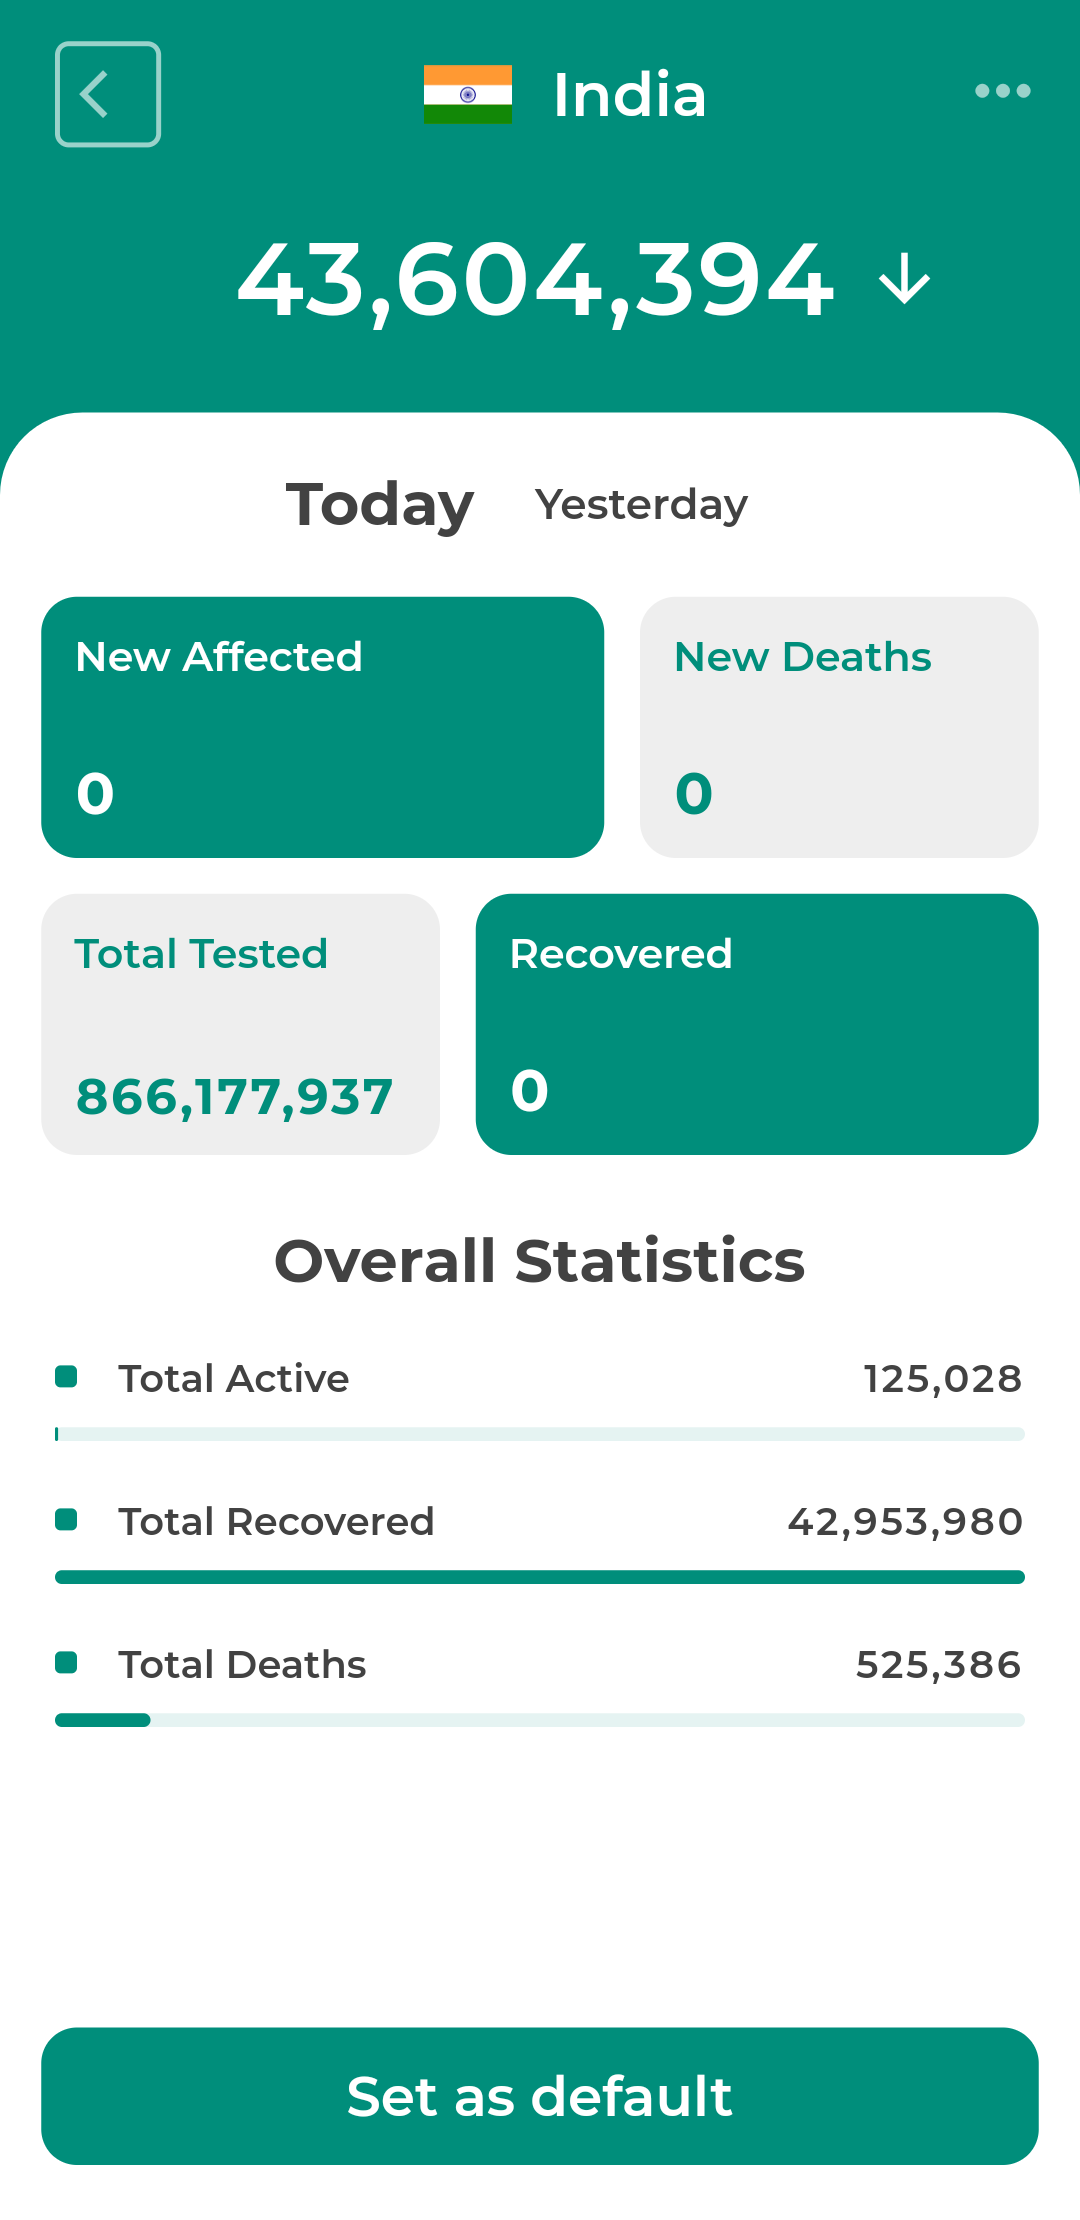 India
43,604,394
Today Yesterday
New Affected
0
New Deaths
0
Total Tested
866,177,937
Recovered
0
Overall Statistics
Total Active 125,028
Total Recovered 42,953,980
Total Deaths 525,386
Set as default